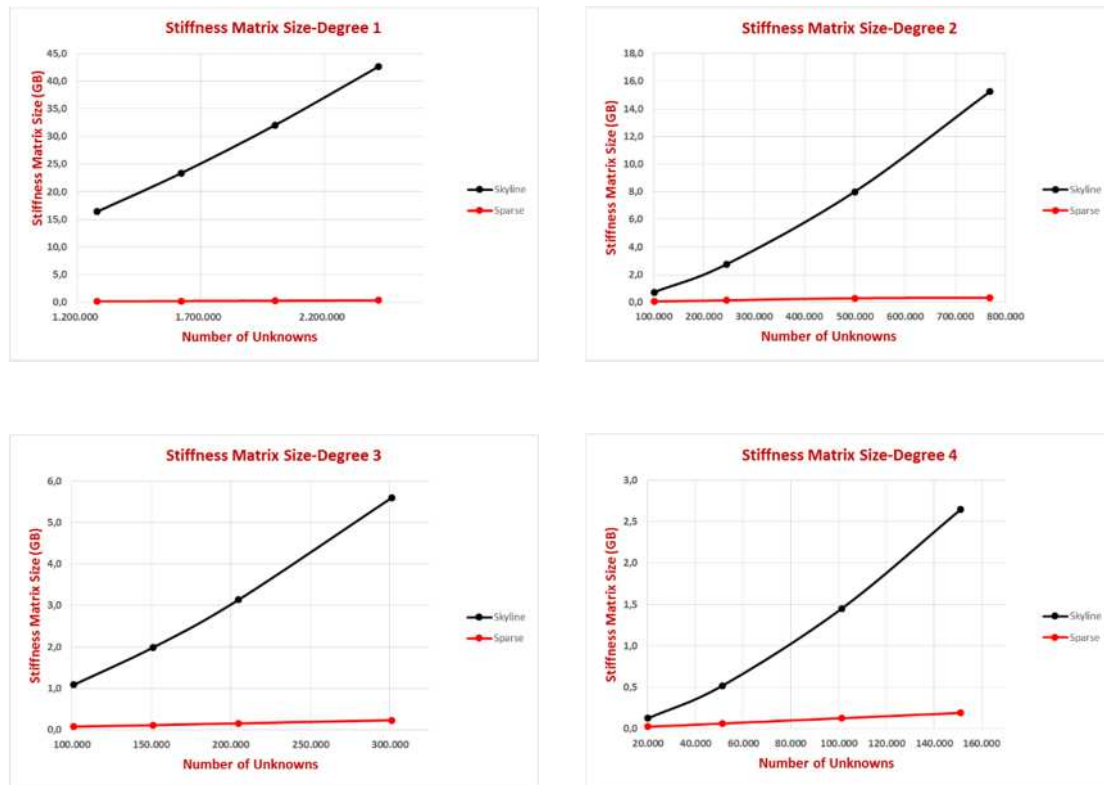 Stiffness Matrix Size-Degree 1
Stiffness Matrix Size (GB)
45,0
40,0
35,0
30,0
25,0
20,0
15,0
10,0
5,0
0,0
1.200.000 1.700.000 2.200.000
Number of Unknowns
Skyline
Sparse
Stiffness Matrix Size-Degree 2
Stiffness Matrix Size (GB)
18,0
16,0
14,0
12,0
10,0
8,0
6,0
4,0
2,0
0,0
100.000 200.000 300.000 400.000 500.000 600.000 700.000 800.000
Number of Unknowns
Skyline
Sparse
Stiffness Matrix Size-Degree 3
Stiffness Matrix Size (GB)
6,0
5,0
4,0
3,0
2,0
1,0
0,0
100.000 150.000 200.000 250.000 300.000
Number of Unknowns
Skyline
Sparse
Stiffness Matrix Size-Degree 4
Stiffness Matrix Size (GB)
3,0
2,5
2,0
1,5
1,0
0,5
0,0
20.000 40.000 60.000 80.000 100.000 120.000 140.000 160.000
Number of Unknowns
Skyline
Sparse